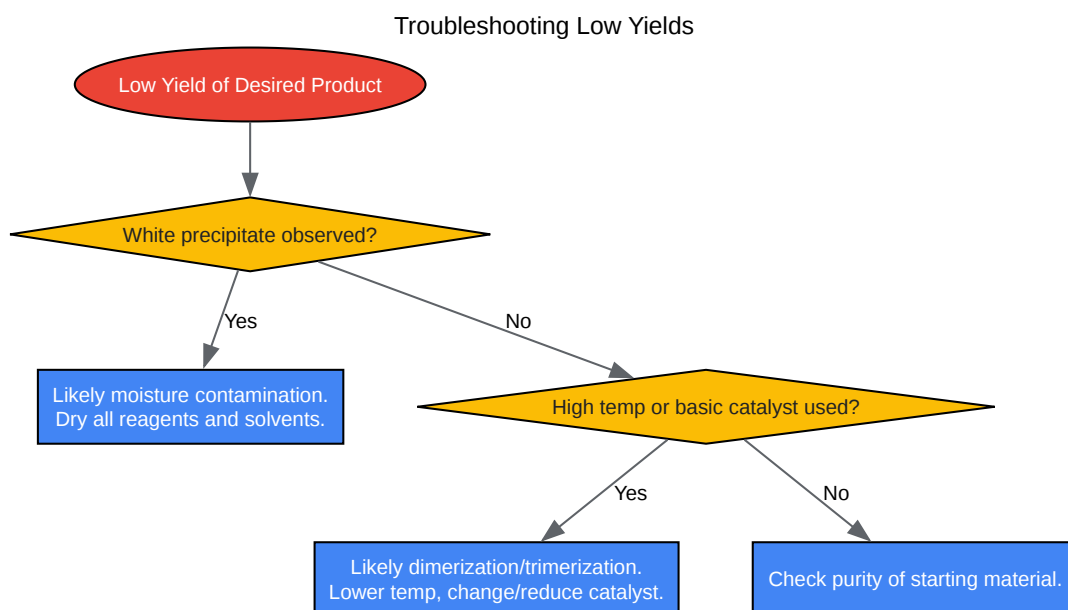 Troubleshooting Low Yields
Low Yield of Desired Product
White precipitate observed?
Yes
No
Likely moisture contamination.
Dry all reagents and solvents.
High temp or basic catalyst used?
Yes
No
Likely dimerization/trimerization.
Lower temp, change/reduce catalyst.
Check purity of starting material.